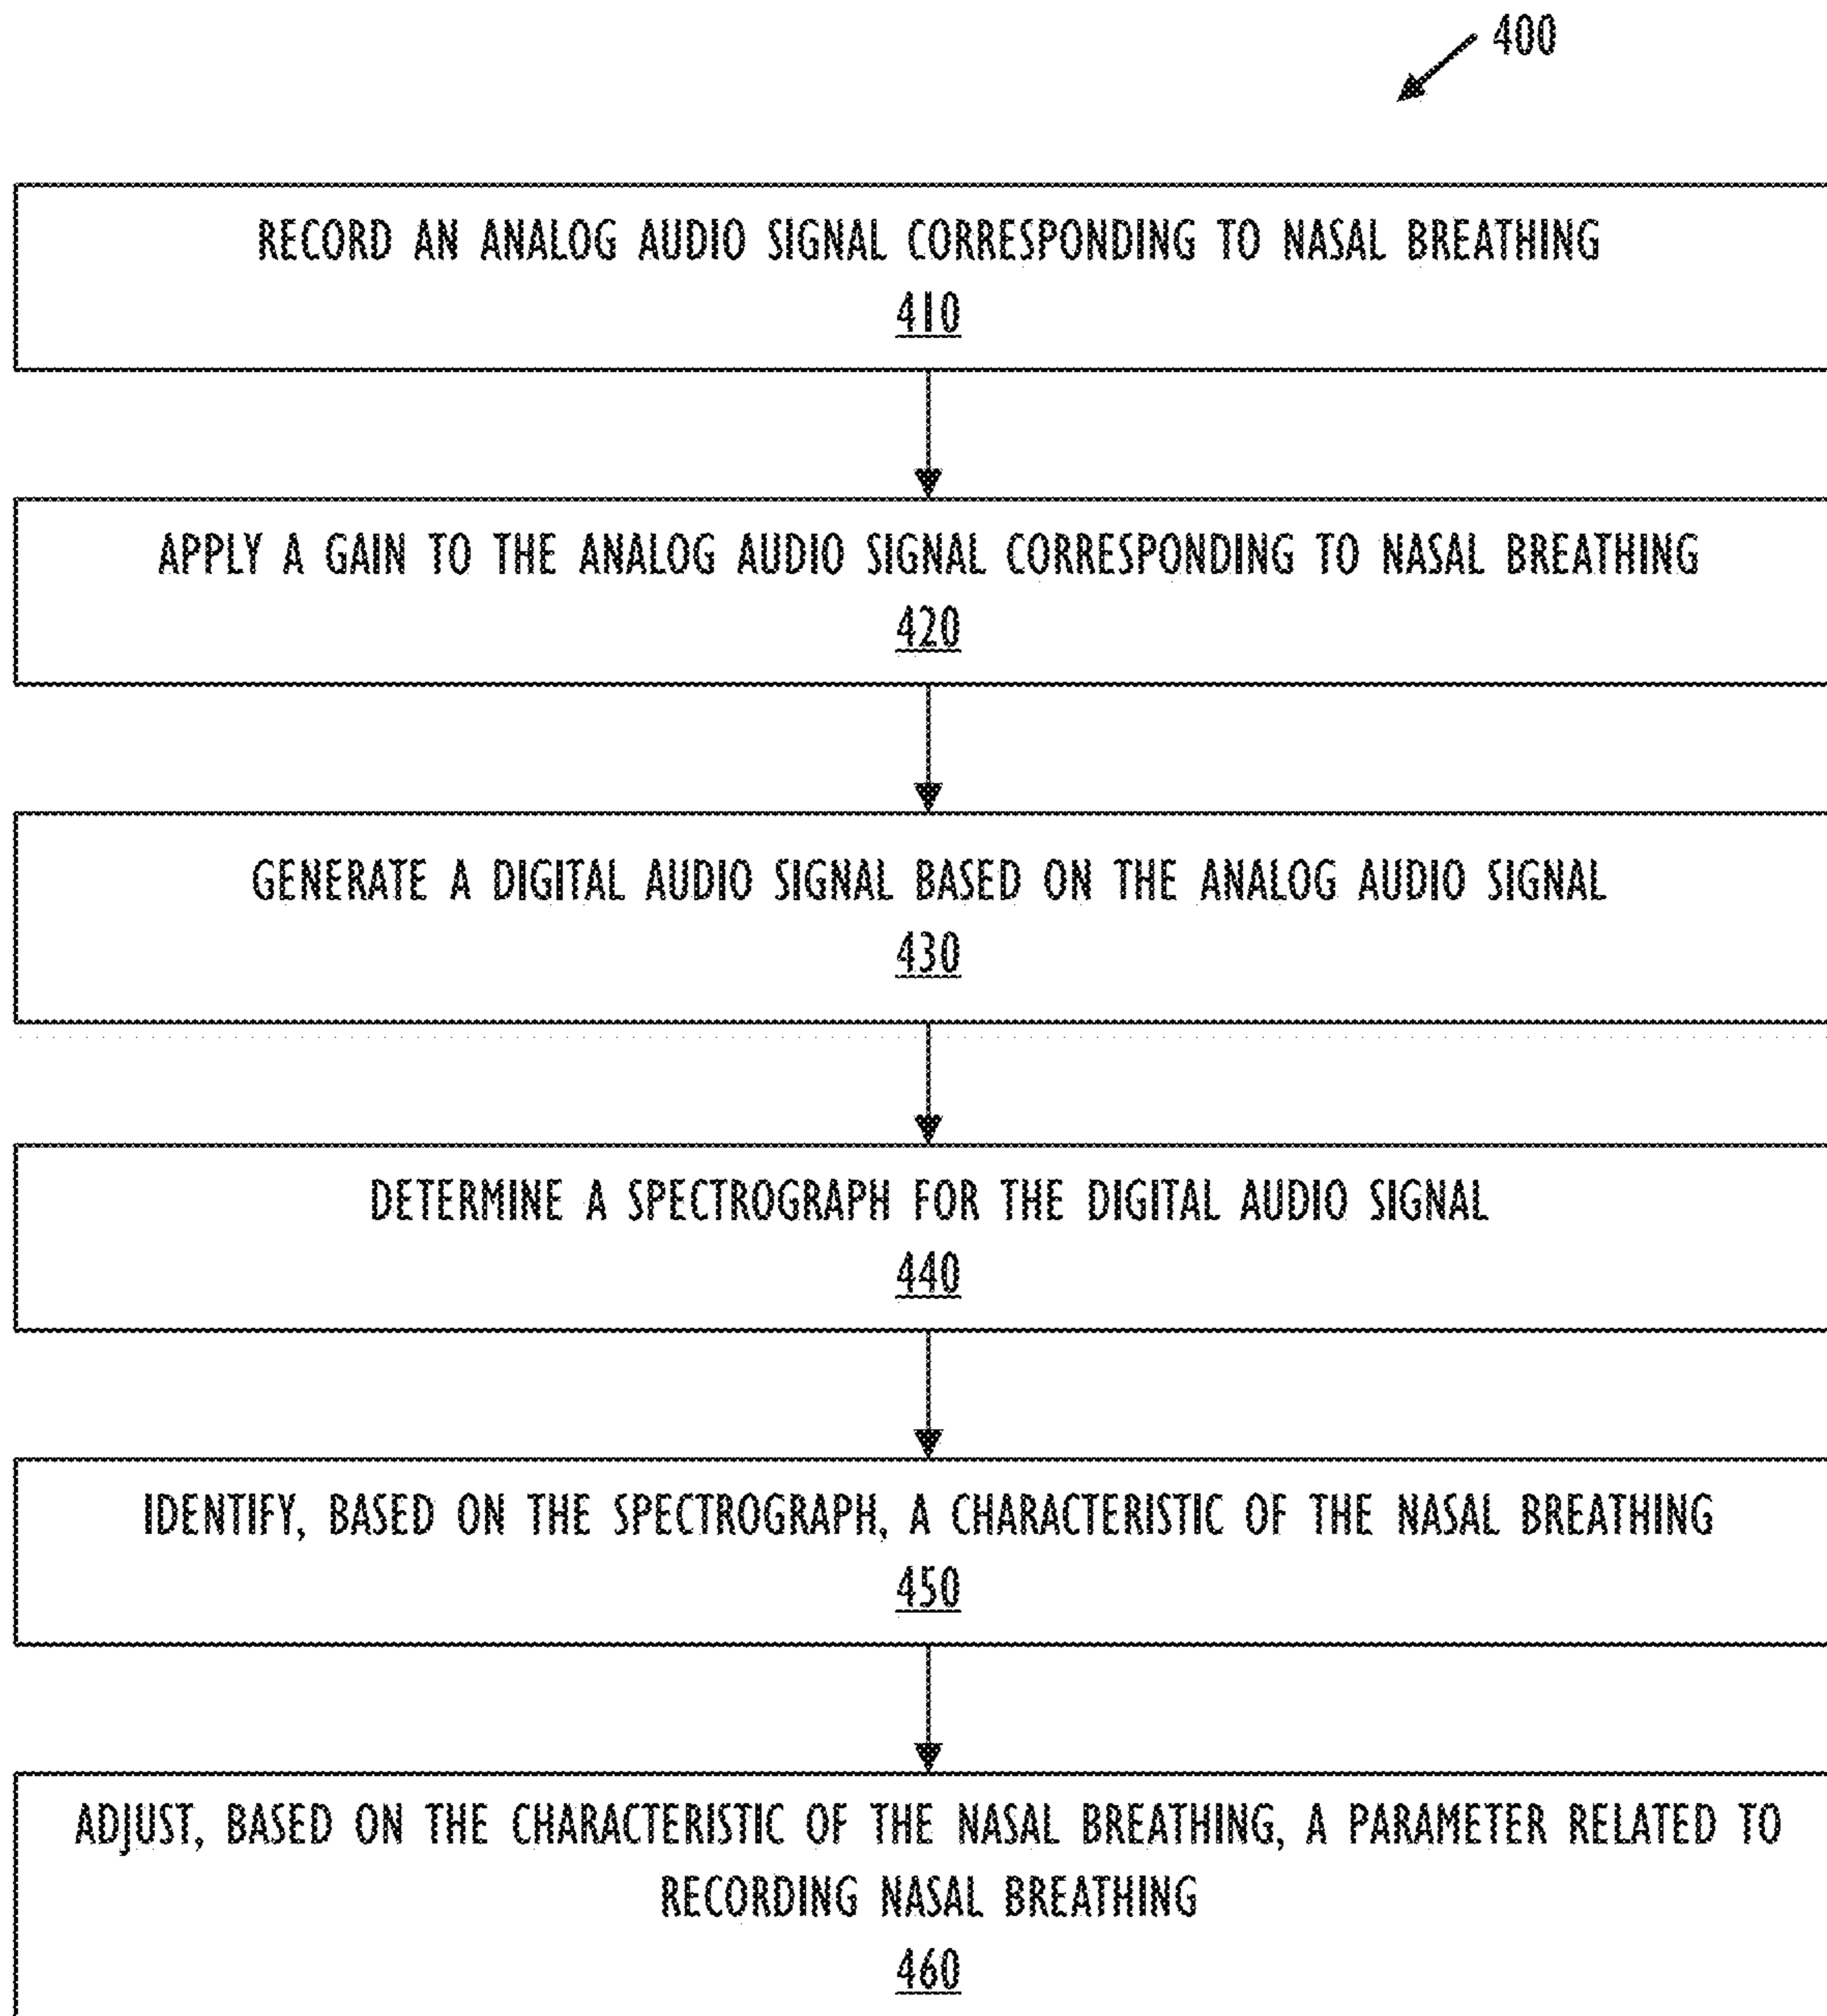 400
RECORD AN ANALOG AUDIO SIGNAL CORRESPONDING TO NASAL BREATHING
410
APPLY A GAIN TO THE ANALOG AUDIO SIGNAL CORRESPONDING TO NASAL BREATHING
420
GENERATE A DIGITAL AUDIO SIGNAL BASED ON THE ANALOG AUDIO SIGNAL
430
DETERMINE A SPECTROGRAPH FOR THE DIGITAL AUDIO SIGNAL
440
IDENTIFY, BASED ON THE SPECTROGRAPH, A CHARACTERISTIC OF THE NASAL BREATHING
450
ADJUST, BASED ON THE CHARACTERISTIC OF THE NASAL BREATHING, A PARAMETER RELATED TO
RECORDING NASAL BREATHING
460